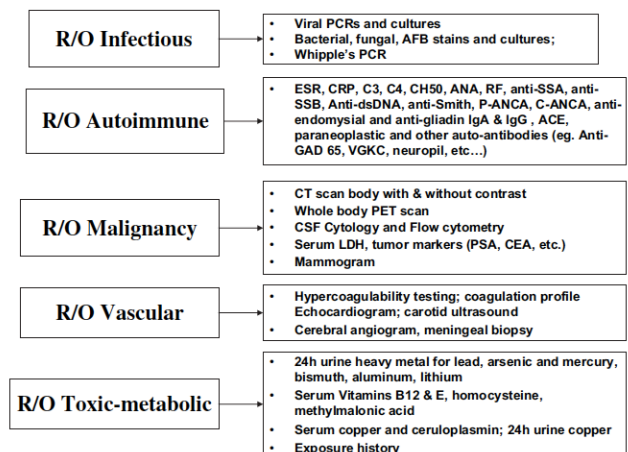 R/O Infectious
• Viral PCRs and cultures
• Bacterial, fungal, AFB stains and cultures;
• Whipple's PCR
R/O Autoimmune
• ESR, CRP, C3, C4, CH50, ANA, RF, anti-SSA, anti-
SSB, Anti-dsDNA, anti-Smith, P-ANCA, C-ANCA, anti-
endomysial and anti-gliadin IgA & IgG , ACE,
paraneoplastic and other auto-antibodies (eg. Anti-
GAD 65, VGKC, neuropil, etc…)
R/O Malignancy
• CT scan body with & without contrast
• Whole body PET scan
• CSF Cytology and Flow cytometry
• Serum LDH, tumor markers (PSA, CEA, etc.)
• Mammogram
R/O Vascular
• Hypercoagulability testing; coagulation profile
Echocardiogram; carotid ultrasound
• Cerebral angiogram, meningeal biopsy
R/O Toxic-metabolic
• 24h urine heavy metal for lead, arsenic and mercury,
bismuth, aluminum, lithium
• Serum Vitamins B12 & E, homocysteine,
methylmalonic acid
• Serum copper and ceruloplasmin; 24h urine copper
• Exposure history